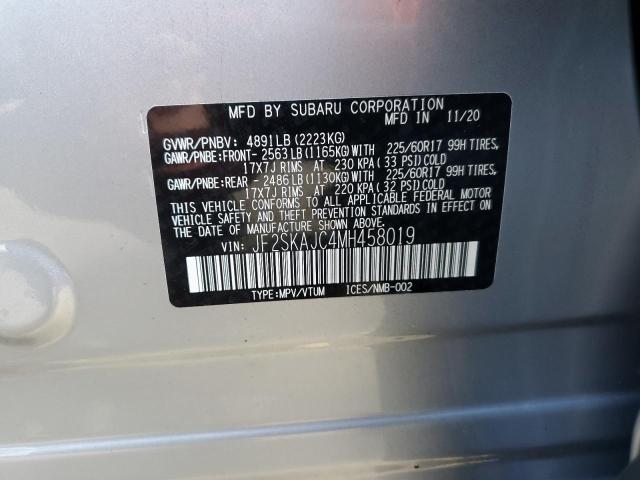 MFD BY SUBARU CORPORATION
MFD IN 11/20
GVWR/PNBV: 4891LB(2223KG)
GAWR/PNBE:FRONT- 2563LB(1165KG)WITH 225/60R17 99H TIRES,
17X7J RIMS AT 230 KPA(33 PSI)COLD
GAWR/PNBE:REAR - 2486LB(1130KG)WITH 225/60R17 99H TIRES,
17X7J RIMS AT 220 KPA(32 PSI)COLD
THIS VEHICLE CONFORMS TO ALL APPLICABLE FEDERAL MOTOR
VEHICLE SAFETY AND BUMPER STANDARDS IN EFFECT ON
THE DATE OF MANUFACTURE SHOWN ABOVE.
VIN: JF2SKAJC4MH458019
TYPE:MPV/VTUM ICES/NMB-002